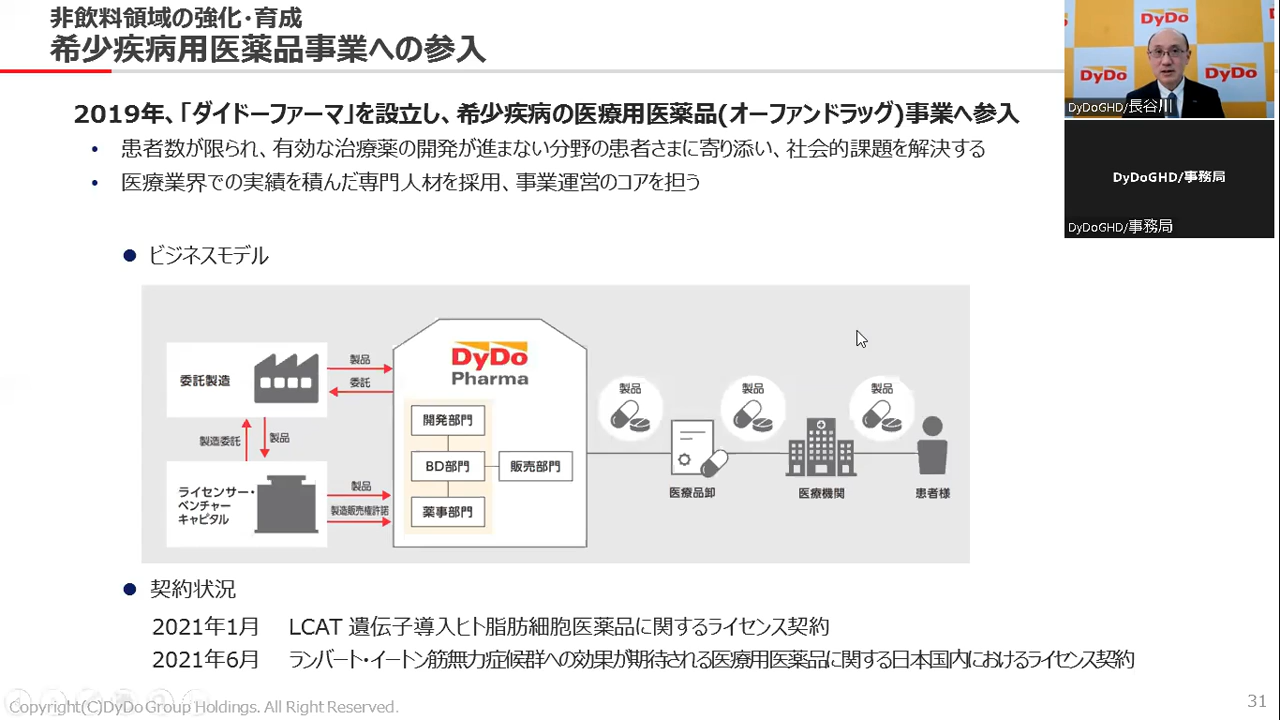 非飲料領域の強化・育成
希少疾病用医薬品事業への参入
2019年、「ダイドーファーマ」を設立し、希少疾病の医療用医薬品(オーファンドラッグ)事業へ参入
• 患者数が限られ、有効な治療薬の開発が進まない分野の患者さまに寄り添い、社会的課題を解決する
• 医療業界での実績を積んだ専門人材を採用、事業運営のコアを担う
● ビジネスモデル
委託製造
製品
委託
製造委託
製品
ライセンサー・
ベンチャー
キャピタル
製品
製造販売権許諾
DyDo
Pharma
開発部門
BD部門
販売部門
薬事部門
製品
製品
製品
医療品卸
医療機関
患者様
● 契約状況
2021年1月 LCAT 遺伝子導入ヒト脂肪細胞医薬品に関するライセンス契約
2021年6月 ランバート・イートン筋無力症候群への効果が期待される医療用医薬品に関する日本国内におけるライセンス契約
Copyright(C)DyDo Group Holdings. All Right Reserved.
31
DyDo
DyDo
DyDo
DyDoGHD/長谷川
DyDoGHD/事務局
DyDoGHD/事務局